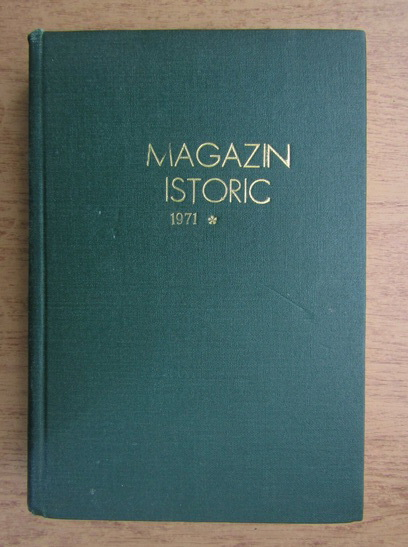 MAGAZIN
ISTORIC
1971 *